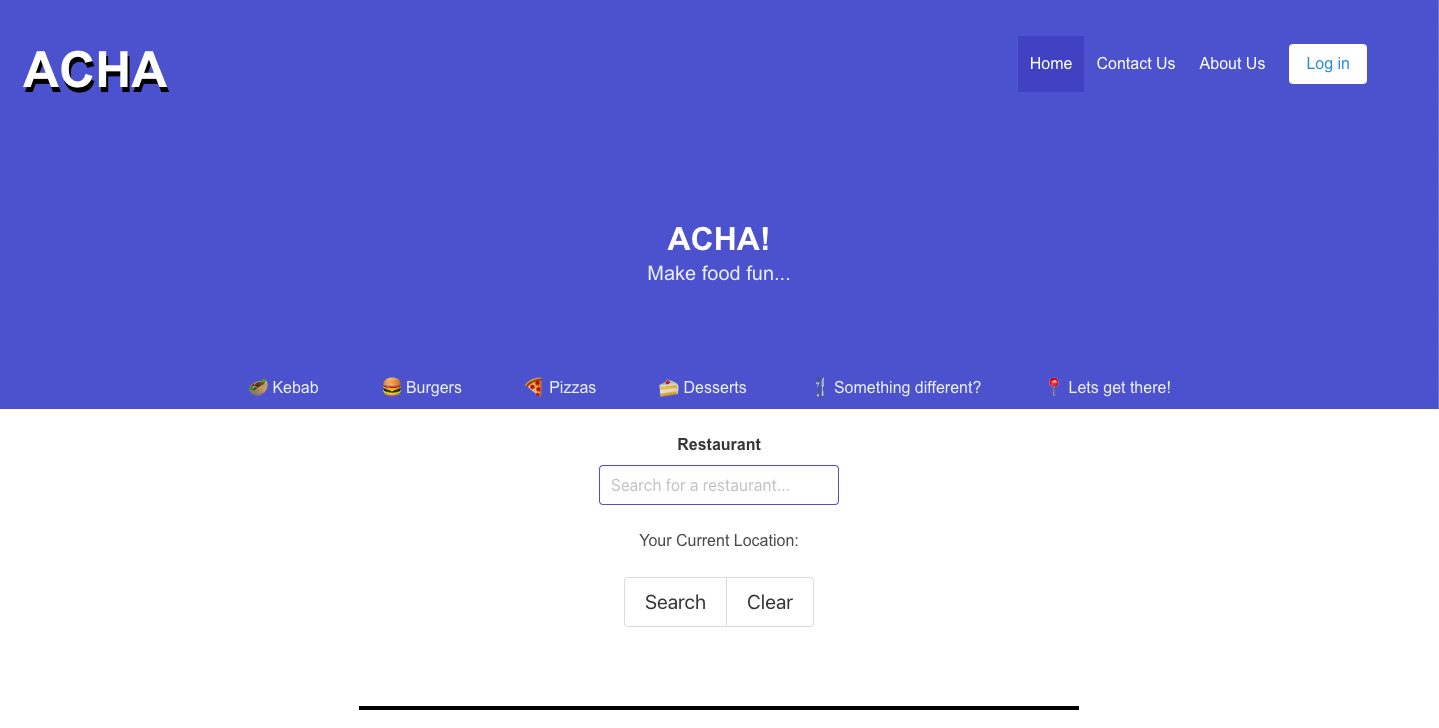 ACHA
Home Contact Us About Us Log in
ACHA!
Make food fun...
🥙 Kebab 🍔 Burgers 🍕 Pizzas 🍰 Desserts 🍴 Something different? 📍 Lets get there!
Restaurant
Search for a restaurant...
Your Current Location:
Search Clear